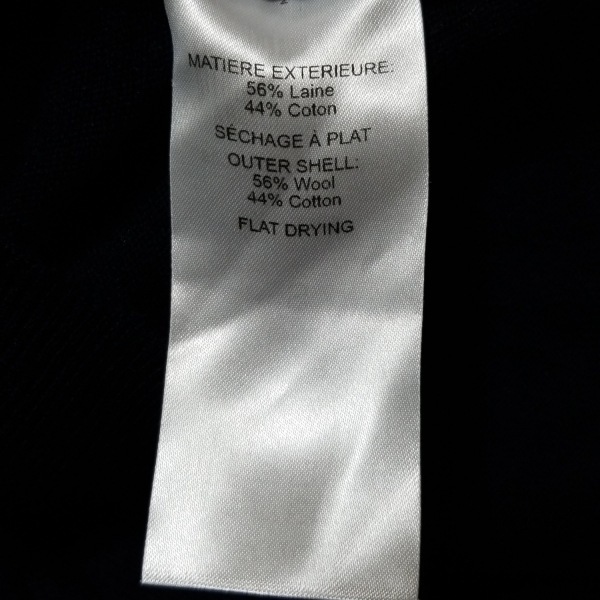 MATIERE EXTERIEURE:
56% Laine
44% Coton
SÉCHAGE À PLAT
OUTER SHELL:
56% Wool
44% Cotton
FLAT DRYING